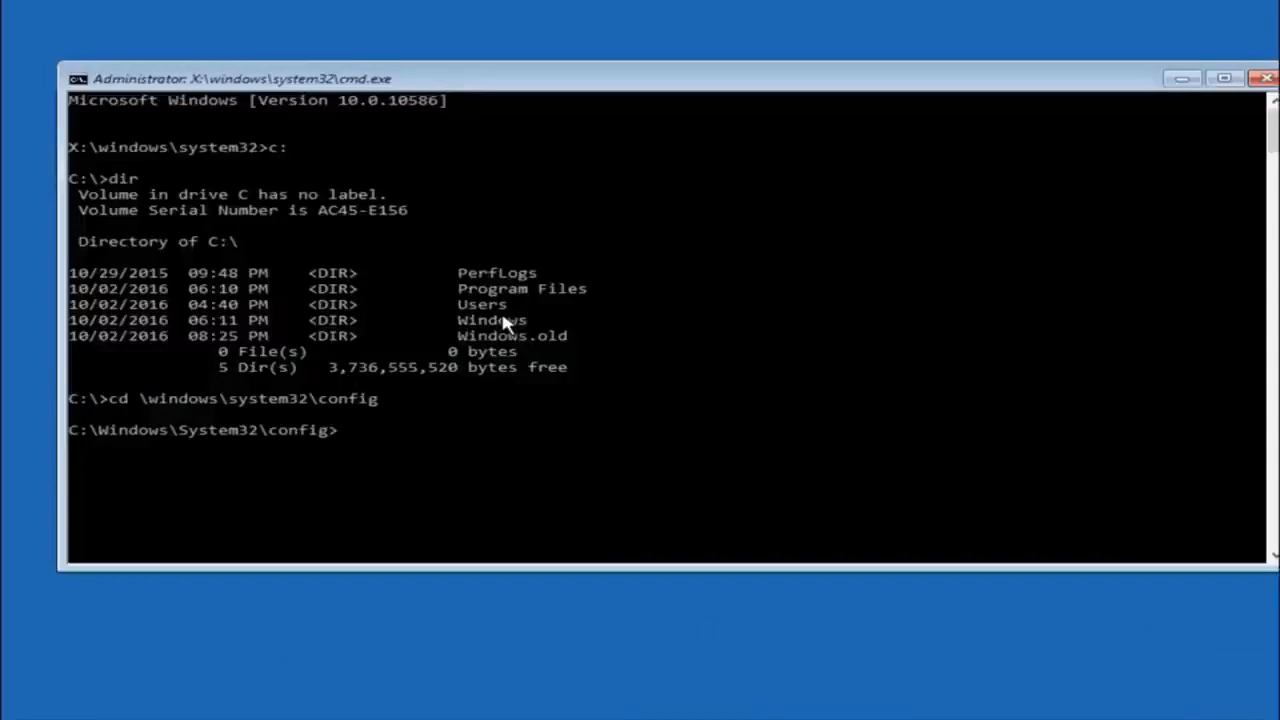 Administrator: X:\windows\system32\cmd.exe
Microsoft Windows [Version 10.0.10586]
X:\windows\system32>c:
C:\>dir
Volume in drive C has no label.
Volume Serial Number is AC45-E156
Directory of C:\
10/29/2015 09:48 PM <DIR> PerfLogs
10/02/2016 06:10 PM <DIR> Program Files
10/02/2016 04:40 PM <DIR> Users
10/02/2016 06:11 PM <DIR> Windows
10/02/2016 08:25 PM <DIR> Windows.old
0 File(s) 0 bytes
5 Dir(s) 3,736,555,520 bytes free
C:\>cd \windows\system32\config
C:\Windows\System32\config>